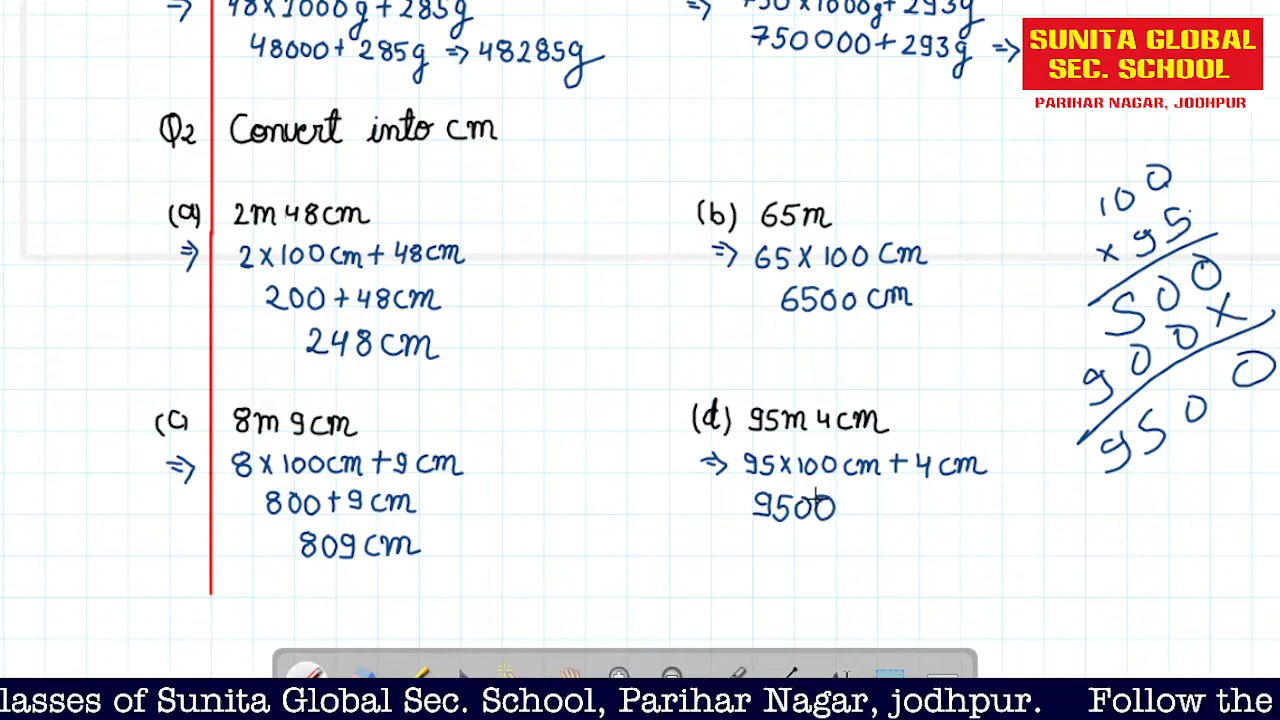 48×1000g+285g
48000+285g ⇒ 48285g
⇒ 750×1000g+293g
750000+293g ⇒
SUNITA GLOBAL
SEC. SCHOOL
PARIHAR NAGAR, JODHPUR
Q2 Convert into cm
(a) 2m 48cm
⇒ 2×100cm+48cm
200+48cm
248cm
(b) 65m
⇒ 65×100 cm
6500 cm
100
×95
500
900×
9500
(c 8m 9cm
⇒ 8×100cm+9cm
800+9cm
809cm
(d) 95m 4cm
⇒ 95×100cm+4cm
9500
lasses of Sunita Global Sec. School, Parihar Nagar, jodhpur. Follow the